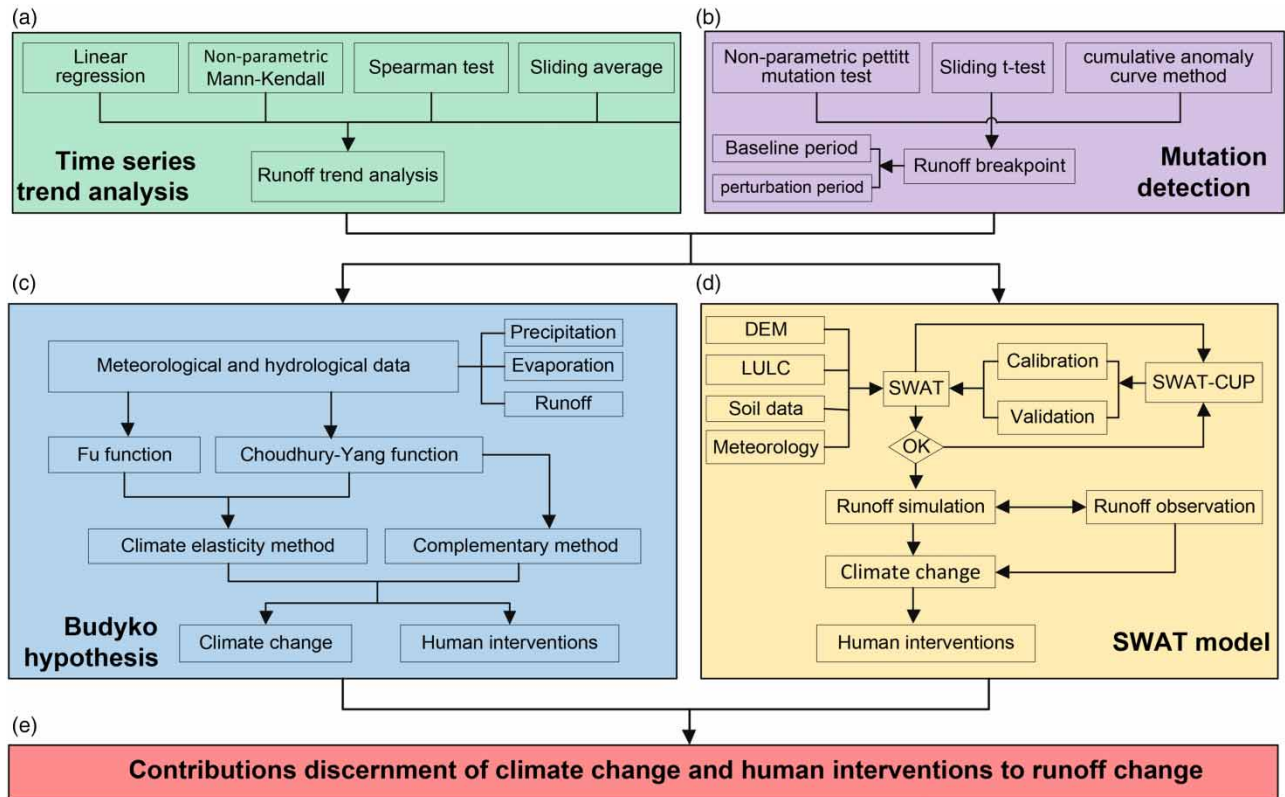 (a)
Linear
regression
Non-parametric
Mann-Kendall
Spearman test
Sliding average
Time series
trend analysis
Runoff trend analysis
(b)
Non-parametric pettitt
mutation test
Sliding t-test
cumulative anomaly
curve method
Baseline period
perturbation period
Runoff breakpoint
Mutation
detection
(c)
Meteorological and hydrological data
Precipitation
Evaporation
Runoff
Fu function
Choudhury-Yang function
Climate elasticity method
Complementary method
Budyko
hypothesis
Climate change
Human interventions
(d)
DEM
LULC
Soil data
Meteorology
SWAT
Calibration
Validation
SWAT-CUP
OK
Runoff simulation
Runoff observation
Climate change
Human interventions
SWAT model
(e)
Contributions discernment of climate change and human interventions to runoff change